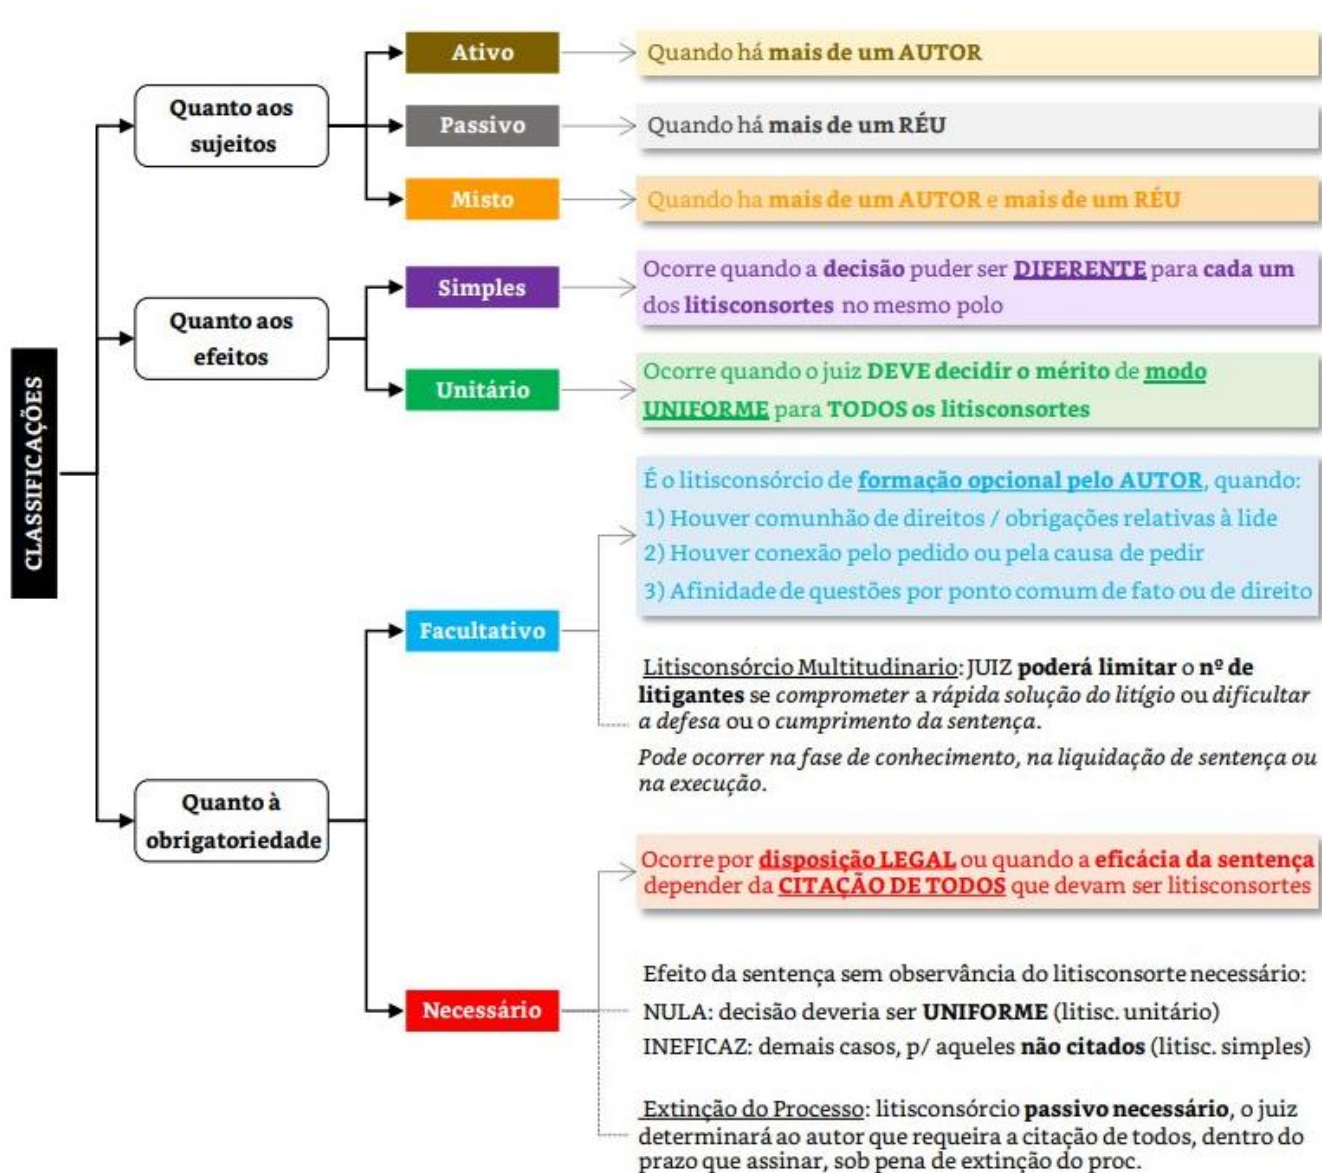 CLASSIFICAÇÕES
Quanto aos
sujeitos
Ativo
Quando há mais de um AUTOR
Passivo
Quando há mais de um RÉU
Misto
Quando ha mais de um AUTOR e mais de um RÉU
Quanto aos
efeitos
Simples
Ocorre quando a decisão puder ser DIFERENTE para cada um
dos litisconsortes no mesmo polo
Unitário
Ocorre quando o juiz DEVE decidir o mérito de modo
UNIFORME para TODOS os litisconsortes
Quanto à
obrigatoriedade
Facultativo
É o litisconsórcio de formação opcional pelo AUTOR, quando:
1) Houver comunhão de direitos / obrigações relativas à lide
2) Houver conexão pelo pedido ou pela causa de pedir
3) Afinidade de questões por ponto comum de fato ou de direito
Litisconsórcio Multitudinario: JUIZ poderá limitar o nº de
litigantes se comprometer a rápida solução do litígio ou dificultar
a defesa ou o cumprimento da sentença.
Pode ocorrer na fase de conhecimento, na liquidação de sentença ou
na execução.
Necessário
Ocorre por disposição LEGAL ou quando a eficácia da sentença
depender da CITAÇÃO DE TODOS que devam ser litisconsortes
Efeito da sentença sem observância do litisconsorte necessário:
NULA: decisão deveria ser UNIFORME (litisc. unitário)
INEFICAZ: demais casos, p/ aqueles não citados (litisc. simples)
Extinção do Processo: litisconsórcio passivo necessário, o juiz
determinará ao autor que requeira a citação de todos, dentro do
prazo que assinar, sob pena de extinção do proc.